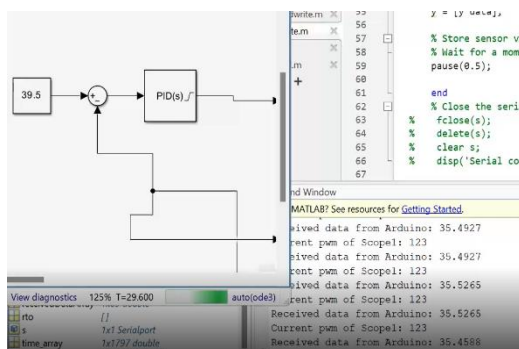 39.5
PID(s)
View diagnostics 125% T=29.600 auto(ode3)
rto []
s 1x1 Serialport
time_array 1x1797 double
55 y = [y data];
56
57 % Store sensor v
58 % Wait for a mom
59 pause(0.5);
60
61 end
62 % Close the seri
63 % fclose(s);
64 % delete(s);
65 % clear s;
66 % disp('Serial co
67
nd Window
MATLAB? See resources for Getting Started.
eived data from Arduino: 35.4927
rent pwm of Scope1: 123
eived data from Arduino: 35.4927
rent pwm of Scope1: 123
eived data from Arduino: 35.5265
rent pwm of Scope1: 123
Received data from Arduino: 35.5265
Current pwm of Scope1: 123
Received data from Arduino: 35.4588